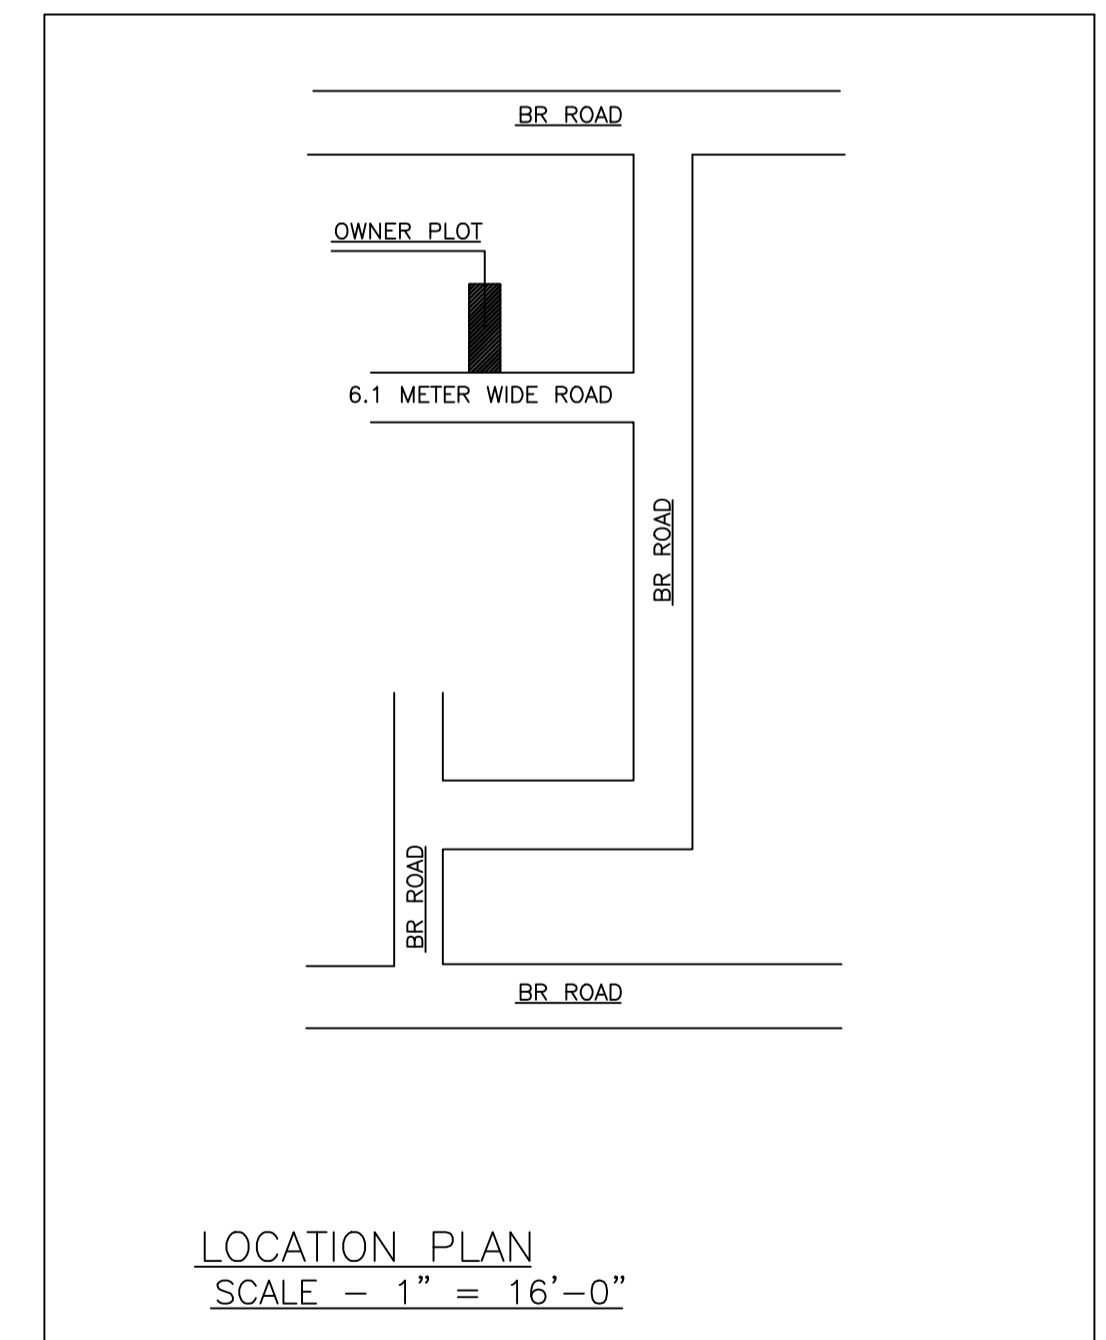 BR ROAD
OWNER PLOT
6.1 METER WIDE ROAD
BR ROAD
BR ROAD
BR ROAD
LOCATION PLAN
SCALE - 1" = 16'-0"